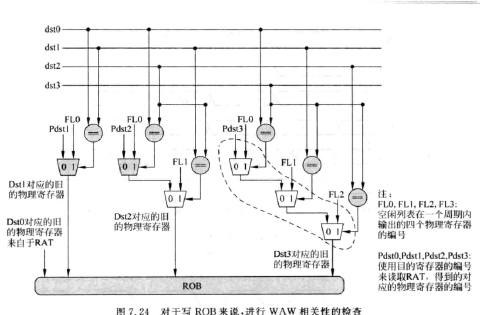 dst0
dst1
dst2
dst3
FL0
Pdst1
FL0
Pdst2
FL0
Pdst3
==
==
==
==
==
==
0 1
0 1
0 1
FL1
FL1
0 1
0 1
FL2
0 1
Dst1对应的旧
的物理寄存器
Dst0对应的旧
的物理寄存器
来自于RAT
Dst2对应的旧
的物理寄存器
Dst3对应的旧
的物理寄存器
注:
FL0, FL1, FL2, FL3:
空闲列表在一个周期内
输出的四个物理寄存器
的编号
Pdst0,Pdst1,Pdst2,Pdst3:
使用目的寄存器的编号
来读取RAT, 得到的对
应的物理寄存器的编号
ROB
图 7.24 对于写 ROB 来说,进行 WAW 相关性的检查